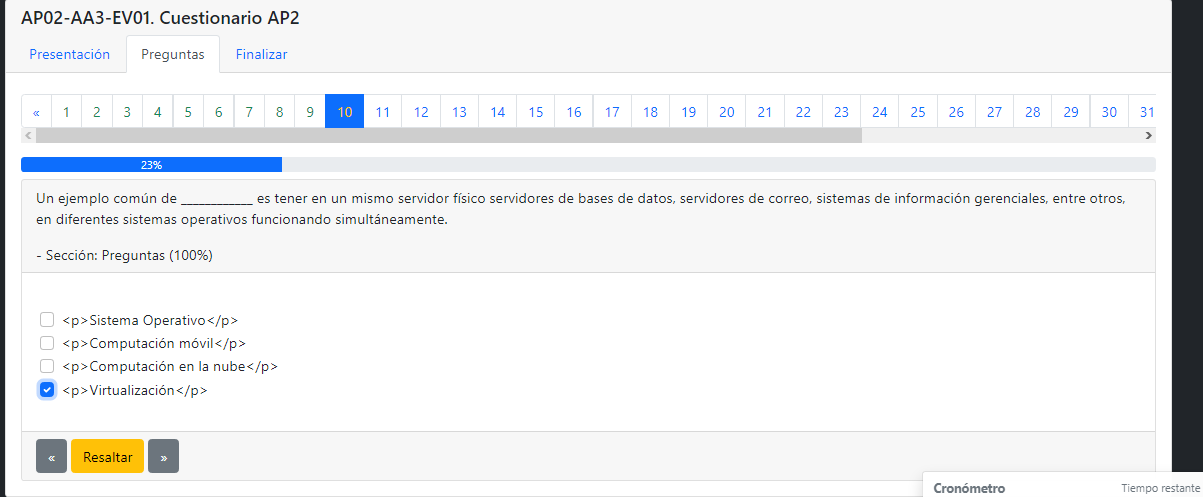 AP02-AA3-EV01. Cuestionario AP2
Presentación Preguntas Finalizar
« 1 2 3 4 5 6 7 8 9 10 11 12 13 14 15 16 17 18 19 20 21 22 23 24 25 26 27 28 29 30 31
23%
Un ejemplo común de ____________ es tener en un mismo servidor físico servidores de bases de datos, servidores de correo, sistemas de información gerenciales, entre otros,
en diferentes sistemas operativos funcionando simultáneamente.
- Sección: Preguntas (100%)
<p>Sistema Operativo</p>
<p>Computación móvil</p>
<p>Computación en la nube</p>
<p>Virtualización</p>
« Resaltar »
Cronómetro Tiempo restante